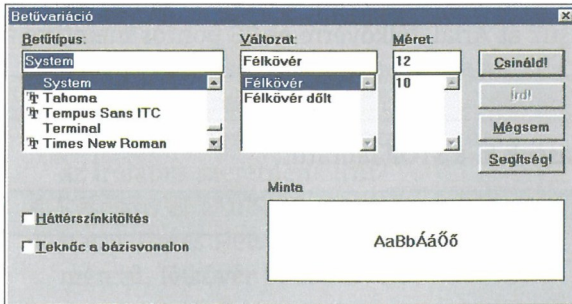 Betűvariáció
Betűtípus:
Változat:
Méret:
System
Félkövér
12
Csináld!
System
Tahoma
Tempus Sans ITC
Terminal
Times New Roman
Félkövér
Félkövér dőlt
10
Írd!
Mégsem
Segítség!
Minta
Háttérszínkitöltés
Teknőc a bázisvonalon
AaBbÁáŐő